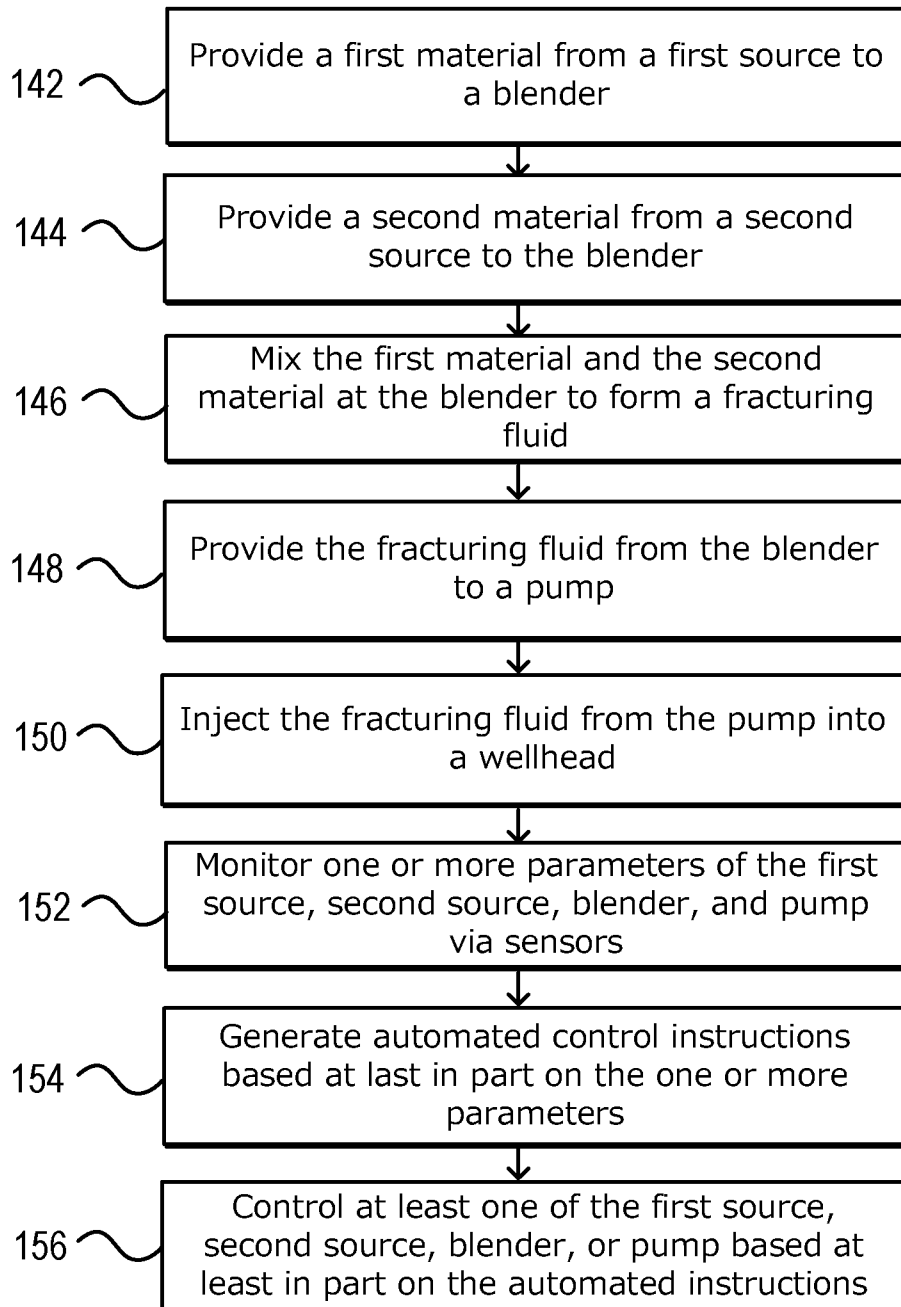 142
Provide a first material from a first source to
a blender
144
Provide a second material from a second
source to the blender
146
Mix the first material and the second
material at the blender to form a fracturing
fluid
148
Provide the fracturing fluid from the blender
to a pump
150
Inject the fracturing fluid from the pump into
a wellhead
152
Monitor one or more parameters of the first
source, second source, blender, and pump
via sensors
154
Generate automated control instructions
based at last in part on the one or more
parameters
156
Control at least one of the first source,
second source, blender, or pump based at
least in part on the automated instructions